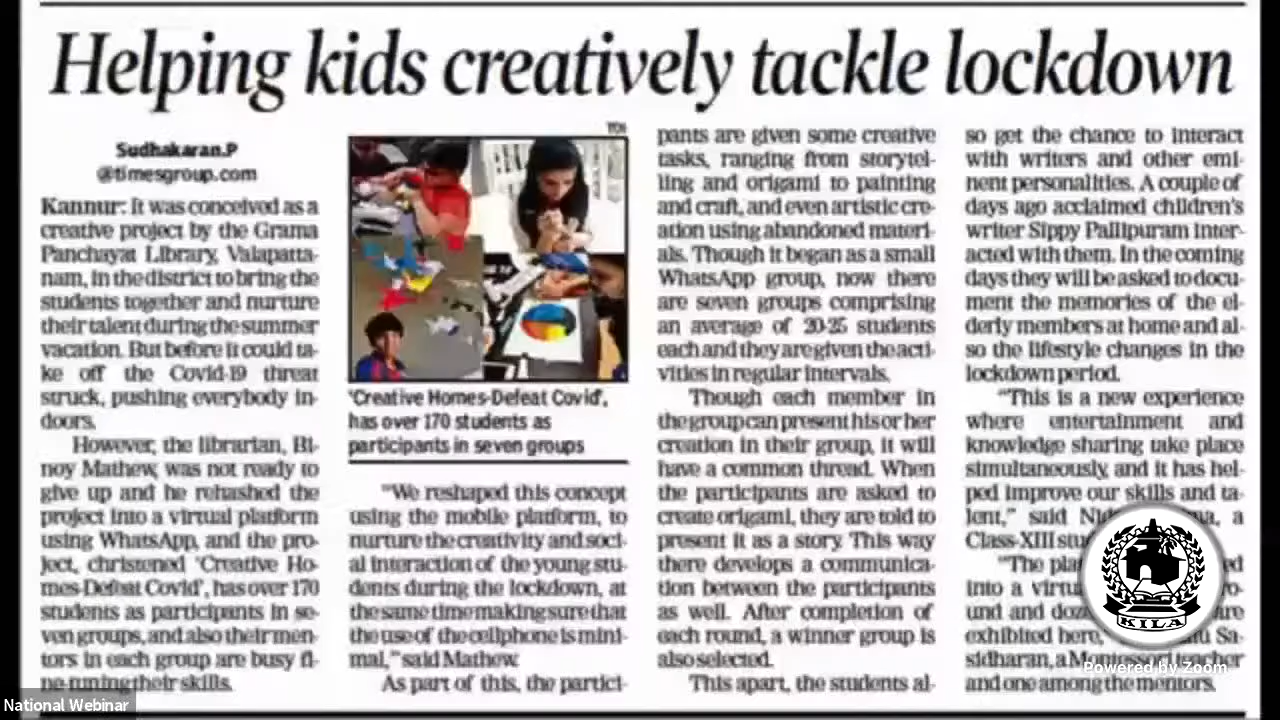 Helping kids creatively tackle lockdown
Sudhakaran.P
@timesgroup.com
Kannur: It was conceived as a
creative project by the Grama
Panchayat Library, Valapatta-
nam, in the district to bring the
students together and nurture
their talent during the summer
vacation. But before it could ta-
ke off the Covid-19 threat
struck, pushing everybody in-
doors.
However, the librarian, Bi-
noy Mathew, was not ready to
give up and he rehashed the
project into a virtual platform
using WhatsApp, and the pro-
ject, christened ‘Creative Ho-
mes-Defeat Covid’, has over 170
students as participants in se-
ven groups, and also their men-
tors in each group are busy fi-
ne-tuning their skills.
TOI
‘Creative Homes-Defeat Covid’,
has over 170 students as
participants in seven groups
“We reshaped this concept
using the mobile platform, to
nurture the creativity and soci-
al interaction of the young stu-
dents during the lockdown, at
the same time making sure that
the use of the cellphone is mini-
mal,” said Mathew.
As part of this, the partici-
pants are given some creative
tasks, ranging from storytel-
ling and origami to painting
and craft, and even artistic cre-
ation using abandoned materi-
als. Though it began as a small
WhatsApp group, now there
are seven groups comprising
an average of 20-25 students
each and they are given the acti-
vities in regular intervals.
Though each member in
the group can present his or her
creation in their group, it will
have a common thread. When
the participants are asked to
create origami, they are told to
present it as a story. This way
there develops a communica-
tion between the participants
as well. After completion of
each round, a winner group is
also selected.
This apart, the students al-
so get the chance to interact
with writers and other emi-
nent personalities. A couple of
days ago acclaimed children’s
writer Sippy Pallipuram inter-
acted with them. In the coming
days they will be asked to docu-
ment the memories of the el-
derly members at home and al-
so the lifestyle changes in the
lockdown period.
“This is a new experience
where entertainment and
knowledge sharing take place
simultaneously, and it has hel-
ped improve our skills and ta-
lent,” said a
Class-XIII
“The
into a
und and
exhibited here,” Sa-
sidharan, a
and one among the mentors.
KILA
Powered by Zoom
National Webinar